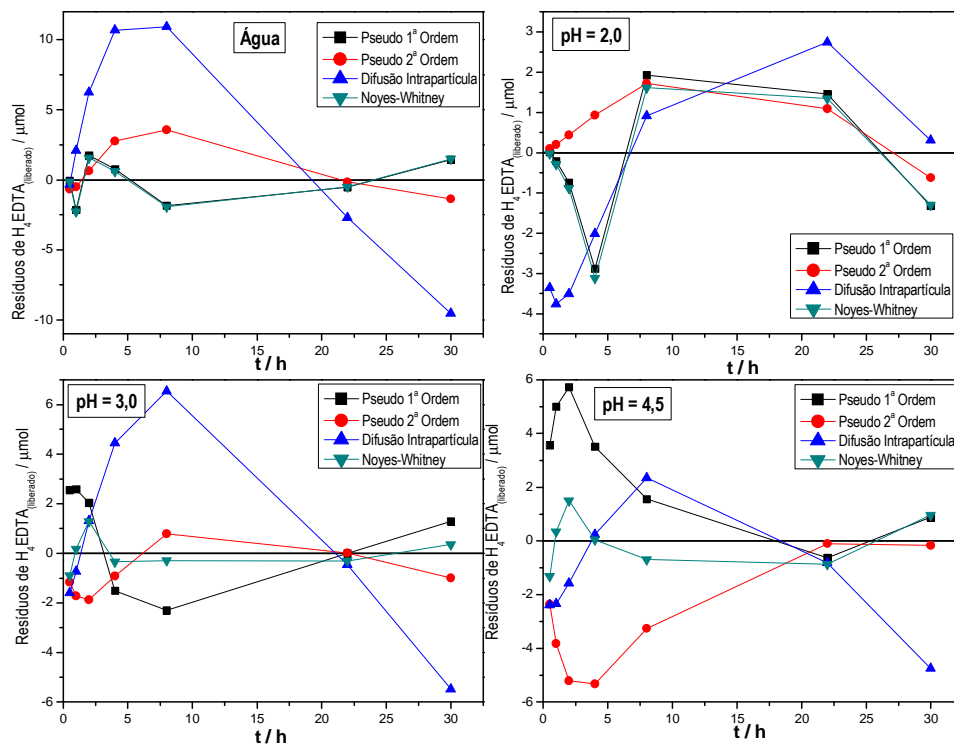 Água
Pseudo 1ª Ordem
Pseudo 2ª Ordem
Difusão Intrapartícula
Noyes-Whitney
Resíduos de H4EDTA(liberado) / μmol
10
5
0
-5
-10
0 5 10 15 20 25 30
t / h
pH = 2,0
Pseudo 1ª Ordem
Pseudo 2ª Ordem
Difusão Intrapartícula
Noyes-Whitney
Resíduos de H4EDTA(liberado) / μmol
3
2
1
0
-1
-2
-3
-4
0 5 10 15 20 25 30
t / h
pH = 3,0
Pseudo 1ª Ordem
Pseudo 2ª Ordem
Difusão Intrapartícula
Noyes-Whitney
Resíduos de H4EDTA(liberado) / μmol
6
4
2
0
-2
-4
-6
0 5 10 15 20 25 30
t / h
pH = 4,5
Pseudo 1ª Ordem
Pseudo 2ª Ordem
Difusão Intrapartícula
Noyes-Whitney
Resíduos de H4EDTA(liberado) / μmol
6
4
2
0
-2
-4
-6
0 5 10 15 20 25 30
t / h